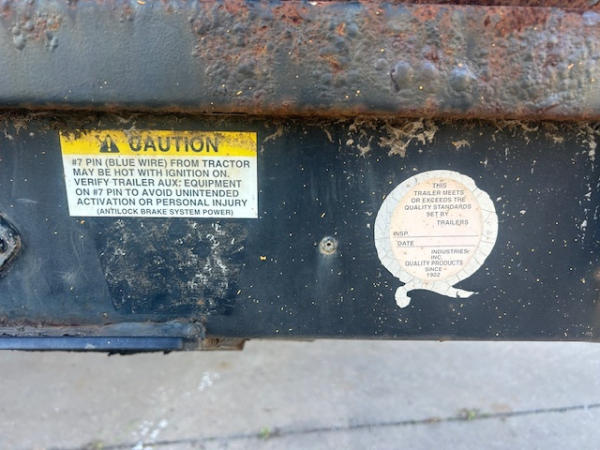 CAUTION
#7 PIN (BLUE WIRE) FROM TRACTOR
MAY BE HOT WITH IGNITION ON.
VERIFY TRAILER AUX. EQUIPMENT
ON #7 PIN TO AVOID UNINTENDED
ACTIVATION OR PERSONAL INJURY
(ANTILOCK BRAKE SYSTEM POWER)
THIS
TRAILER MEETS
OR EXCEEDS THE
QUALITY STANDARDS
SET BY
TRAILERS
INSP.
DATE
INDUSTRIES
INC.
QUALITY PRODUCTS
SINCE
1902